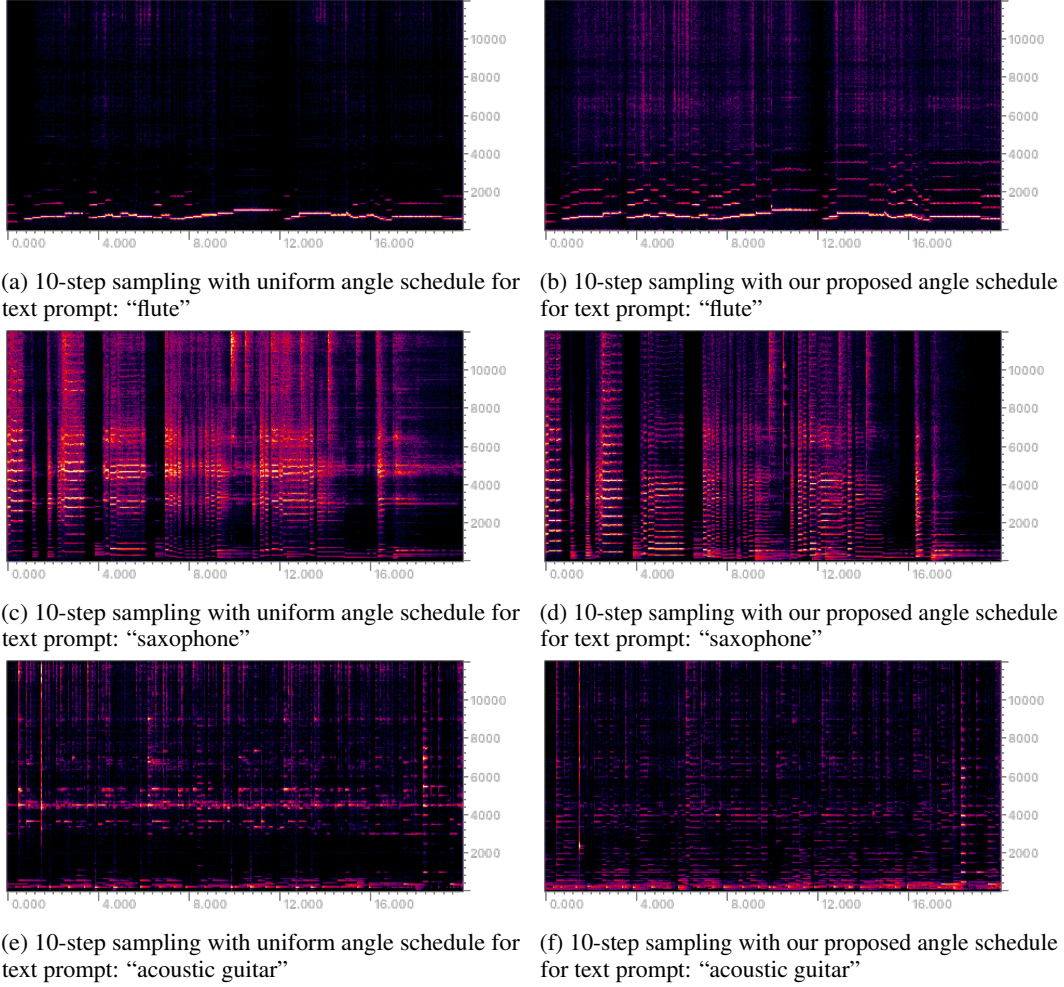 10000
8000
6000
4000
2000
0.000 4.000 8.000 12.000 16.000
10000
8000
6000
4000
2000
0.000 4.000 8.000 12.000 16.000
(a) 10-step sampling with uniform angle schedule for
text prompt: “flute”
(b) 10-step sampling with our proposed angle schedule
for text prompt: “flute”
10000
8000
6000
4000
2000
0.000 4.000 8.000 12.000 16.000
10000
8000
6000
4000
2000
0.000 4.000 8.000 12.000 16.000
(c) 10-step sampling with uniform angle schedule for
text prompt: “saxophone”
(d) 10-step sampling with our proposed angle schedule
for text prompt: “saxophone”
10000
8000
6000
4000
2000
0.000 4.000 8.000 12.000 16.000
10000
8000
6000
4000
2000
0.000 4.000 8.000 12.000 16.000
(e) 10-step sampling with uniform angle schedule for
text prompt: “acoustic guitar”
(f) 10-step sampling with our proposed angle schedule
for text prompt: “acoustic guitar”